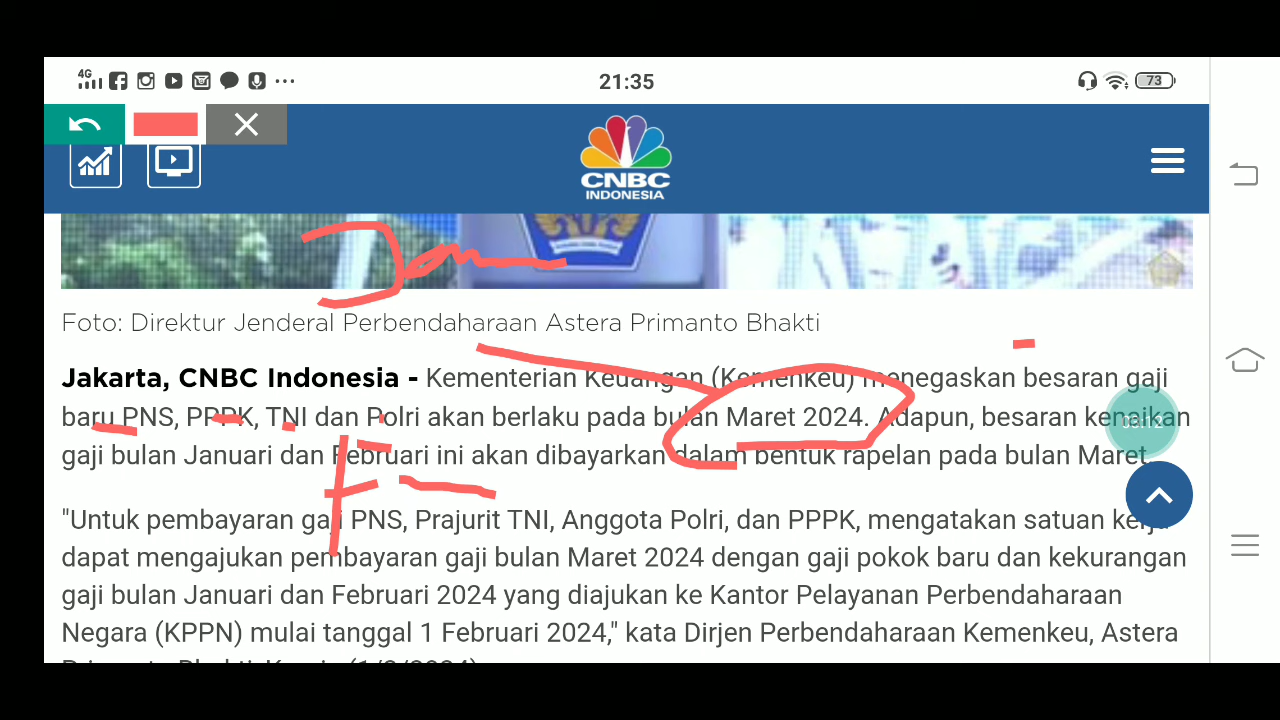 4G
21:35
73
CNBC
INDONESIA
Jan
Foto: Direktur Jenderal Perbendaharaan Astera Primanto Bhakti
Jakarta, CNBC Indonesia - Kementerian Keuangan (Kemenkeu) menegaskan besaran gaji
baru PNS, PPPK, TNI dan Polri akan berlaku pada bulan Maret 2024. Adapun, besaran kenaikan
gaji bulan Januari dan Februari ini akan dibayarkan dalam bentuk rapelan pada bulan Maret.
"Untuk pembayaran gaji PNS, Prajurit TNI, Anggota Polri, dan PPPK, mengatakan satuan kerja
dapat mengajukan pembayaran gaji bulan Maret 2024 dengan gaji pokok baru dan kekurangan
gaji bulan Januari dan Februari 2024 yang diajukan ke Kantor Pelayanan Perbendaharaan
Negara (KPPN) mulai tanggal 1 Februari 2024," kata Dirjen Perbendaharaan Kemenkeu, Astera